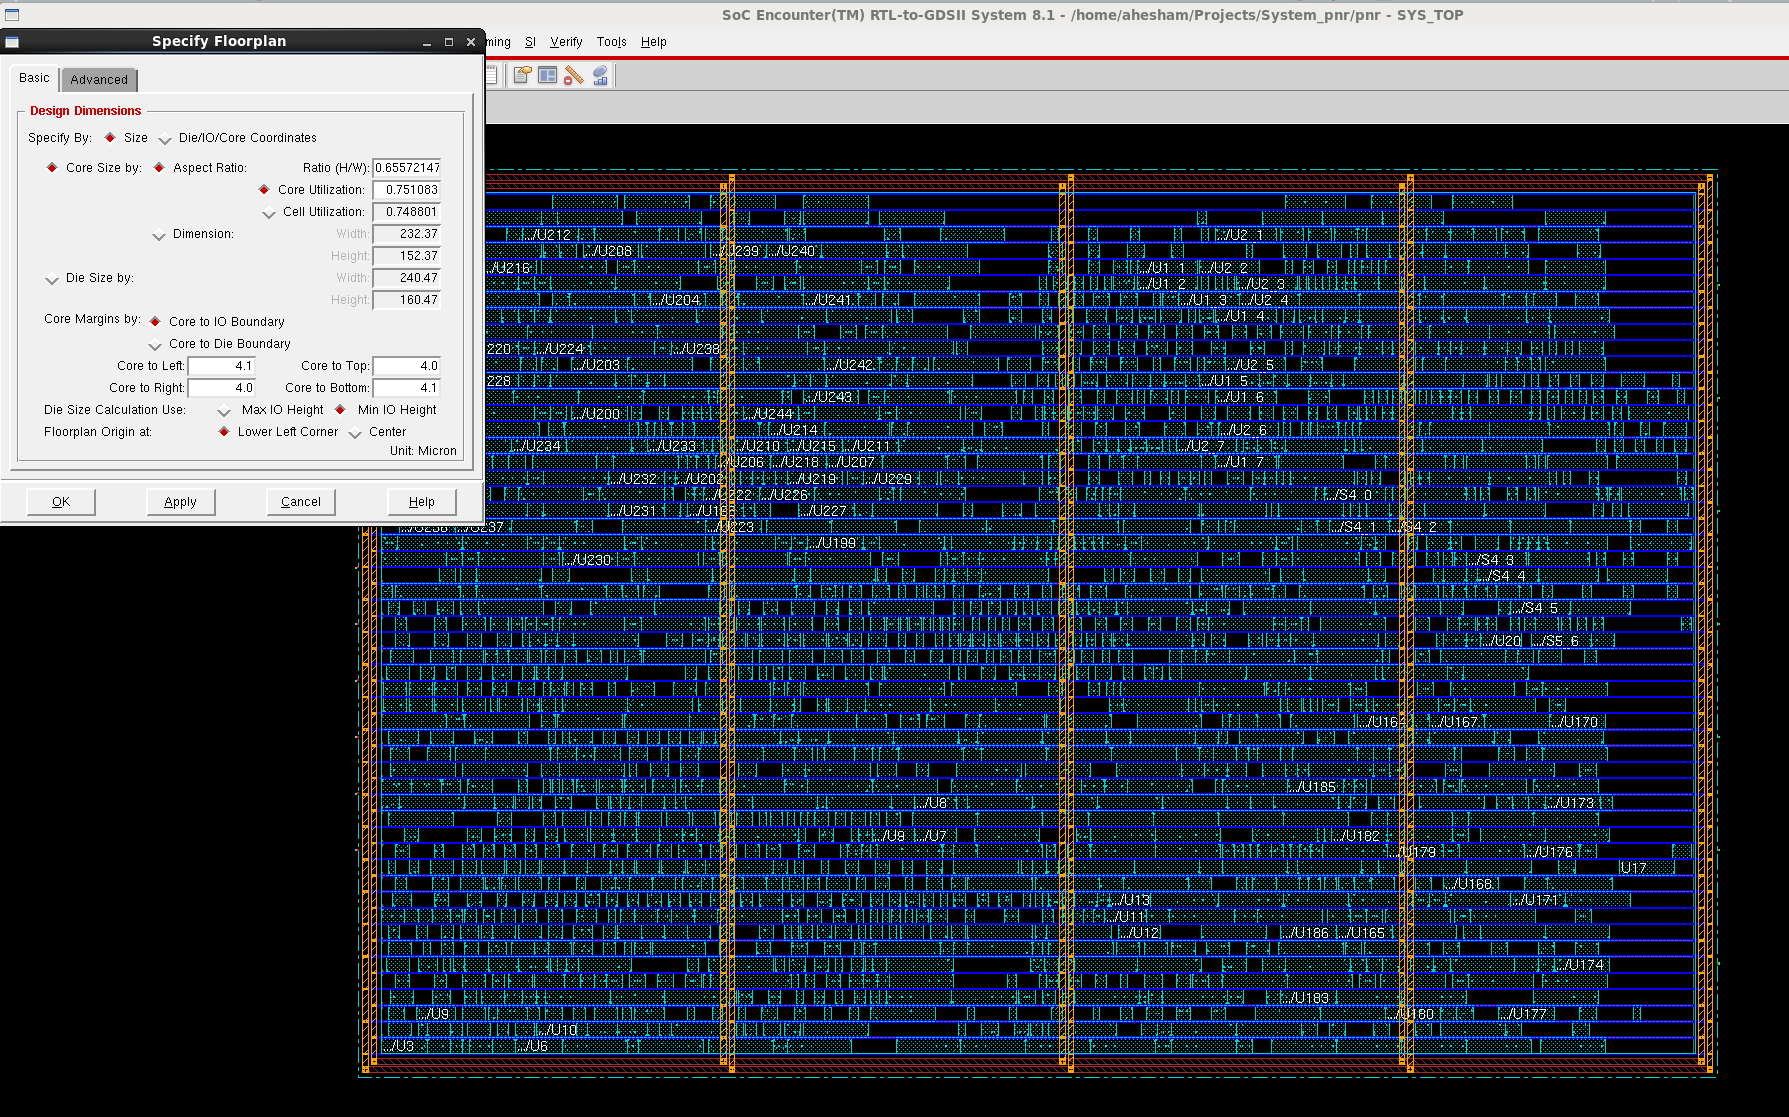 SoC Encounter(TM) RTL-to-GDSII System 8.1 - /home/ahesham/Projects/System_pnr/pnr - SYS_TOP
Specify Floorplan
ming SI Verify Tools Help
Basic Advanced
Design Dimensions
Specify By: Size Die/IO/Core Coordinates
Core Size by: Aspect Ratio: Ratio (H/W): 0.65572147
Core Utilization: 0.751083
Cell Utilization: 0.748801
Dimension: Width: 232.37
Height: 152.37
Die Size by: Width: 240.47
Height: 160.47
Core Margins by: Core to IO Boundary
Core to Die Boundary
Core to Left: 4.1 Core to Top: 4.0
Core to Right: 4.0 Core to Bottom: 4.1
Die Size Calculation Use: Max IO Height Min IO Height
Floorplan Origin at: Lower Left Corner Center
Unit: Micron
OK Apply Cancel Help
.../U212 .../U2_1
.../U208 .../U240
/U216 .../U1_1 .../U2_2
.../U1_2 .../U2_3
.../U204 .../U241 .../U1_3 .../U2_4
.../U1_4
220 .../U224 .../U238
.../U203 .../U242 .../U2_5
228 .../U1_5
.../U243 .../U1_6
.../U200 .../U244
.../U214 .../U2_6
.../U234 .../U233 .../U210 .../U215 .../U211 .../U2_7
.../U206 .../U218 .../U207 .../U1_7
.../U232 .../U202 .../U219 .../U229
.../U226 .../S4_0
.../U231 .../U227
.../U237 .../U223 .../S4_1 .../S4_2
.../U199
.../U230 .../S4_3
.../S4_4
.../S4_5
.../U20 .../S5_6
.../U16 .../U167 .../U170
.../U185
.../U8 .../U173
.../U9 .../U7 .../U182
.../U179 .../U176
U17
.../U168
.../U13 .../U171
.../U11
.../U12 .../U186 .../U165
.../U174
.../U183
.../U9 .../U180 .../U177
.../U10
.../U3 .../U6